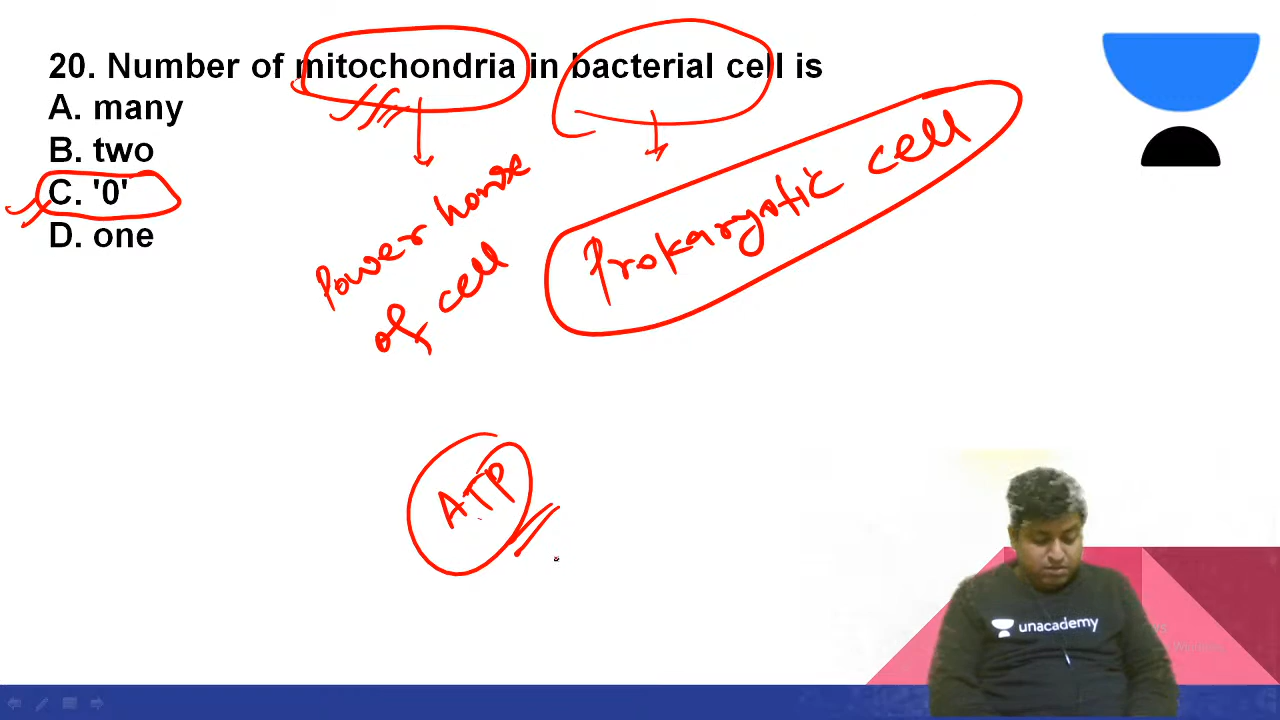 20. Number of mitochondria in bacterial cell is
A. many
B. two
C. '0'
D. one
Power house
of cell
Prokaryotic cell
ATP
unacademy